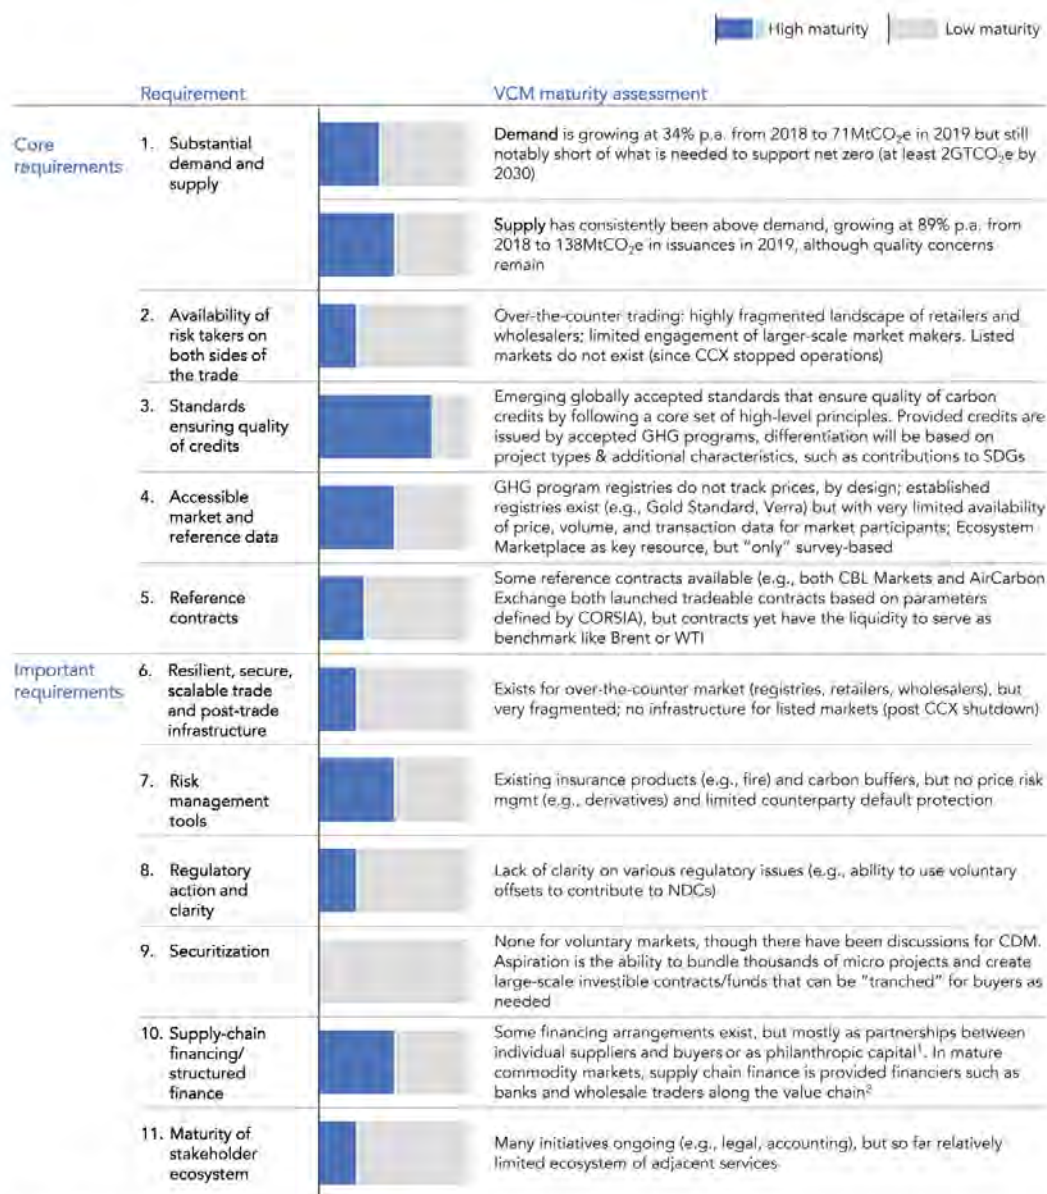 High maturity
Low maturity
Requirement
VCM maturity assessment
Core
requirements
1. Substantial
demand and
supply
Demand is growing at 34% p.a. from 2018 to 71MtCO₂e in 2019 but still
notably short of what is needed to support net zero (at least 2GTCO₂e by
2030)
Supply has consistently been above demand, growing at 89% p.a. from
2018 to 138MtCO₂e in issuances in 2019, although quality concerns
remain
2. Availability of
risk takers on
both sides of
the trade
Over-the-counter trading: highly fragmented landscape of retailers and
wholesalers; limited engagement of larger-scale market makers. Listed
markets do not exist (since CCX stopped operations)
3. Standards
ensuring quality
of credits
Emerging globally accepted standards that ensure quality of carbon
credits by following a core set of high-level principles. Provided credits are
issued by accepted GHG programs, differentiation will be based on
project types & additional characteristics, such as contributions to SDGs
4. Accessible
market and
reference data
GHG program registries do not track prices, by design; established
registries exist (e.g., Gold Standard, Verra) but with very limited availability
of price, volume, and transaction data for market participants; Ecosystem
Marketplace as key resource, but "only" survey-based
5. Reference
contracts
Some reference contracts available (e.g., both CBL Markets and AirCarbon
Exchange both launched tradeable contracts based on parameters
defined by CORSIA), but contracts yet have the liquidity to serve as
benchmark like Brent or WTI
Important
requirements
6. Resilient, secure,
scalable trade
and post-trade
infrastructure
Exists for over-the-counter market (registries, retailers, wholesalers), but
very fragmented; no infrastructure for listed markets (post CCX shutdown)
7. Risk
management
tools
Existing insurance products (e.g., fire) and carbon buffers, but no price risk
mgmt (e.g., derivatives) and limited counterparty default protection
8. Regulatory
action and
clarity
Lack of clarity on various regulatory issues (e.g., ability to use voluntary
offsets to contribute to NDCs)
9. Securitization
None for voluntary markets, though there have been discussions for CDM.
Aspiration is the ability to bundle thousands of micro projects and create
large-scale investible contracts/funds that can be "tranched" for buyers as
needed
10. Supply-chain
financing/
structured
finance
Some financing arrangements exist, but mostly as partnerships between
individual suppliers and buyers or as philanthropic capital¹. In mature
commodity markets, supply chain finance is provided financiers such as
banks and wholesale traders along the value chain²
11. Maturity of
stakeholder
ecosystem
Many initiatives ongoing (e.g., legal, accounting), but so far relatively
limited ecosystem of adjacent services